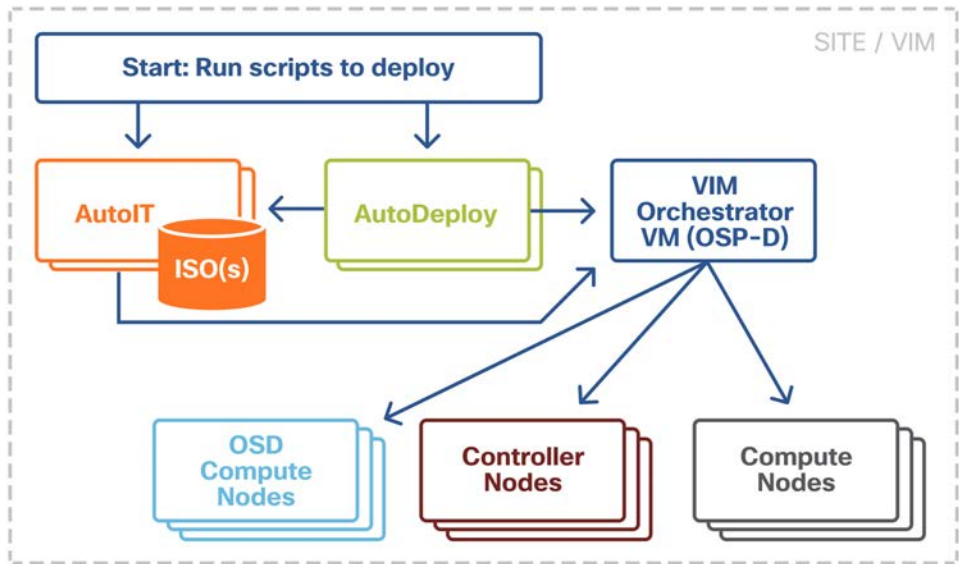 SITE / VIM
Start: Run scripts to deploy
AutoIT
ISO(s)
AutoDeploy
VIM
Orchestrator
VM (OSP-D)
OSD
Compute
Nodes
Controller
Nodes
Compute
Nodes